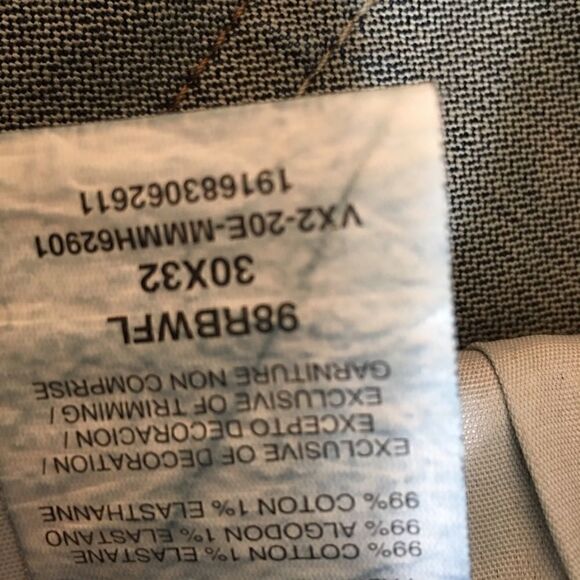 99% COTTON 1% ELASTANE
99% ALGODON 1% ELASTANO
99% COTON 1% ELASTHANNE
EXCLUSIVE OF DECORATION /
EXCEPTO DECORACION /
EXCLUSIVE OF TRIMMING /
GARNITURE NON COMPRISE
98RBWFL
30X32
VX2-20E-MMMH62901
191683062611